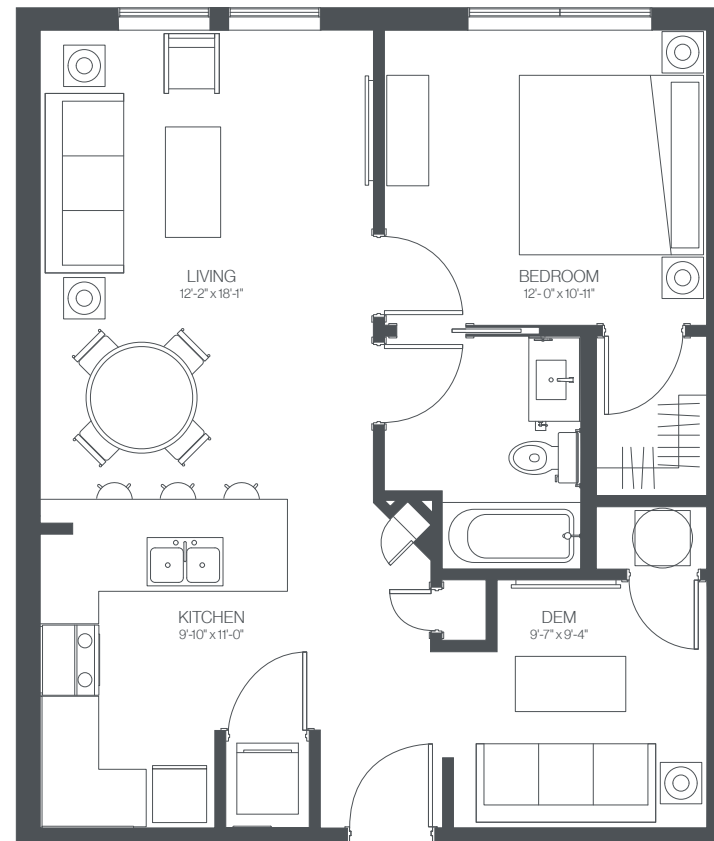 LIVING
12'-2" x 18'-1"
BEDROOM
12'- 0" x 10'-11"
KITCHEN
9'-10" x 11'-0"
DEM
9'-7" x 9'-4"